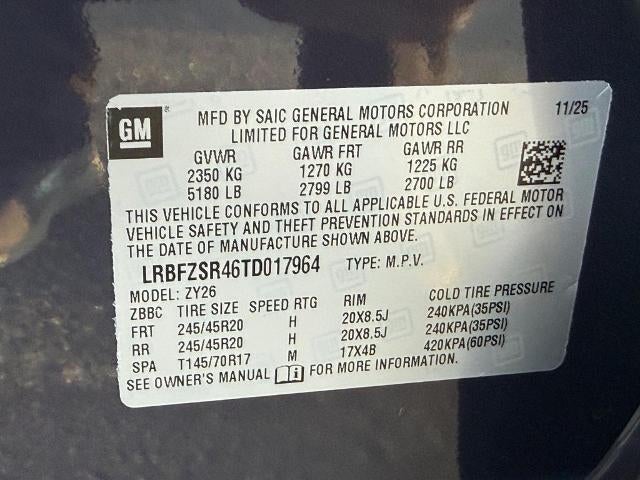 GM ® MFD BY SAIC GENERAL MOTORS CORPORATION 11/25
LIMITED FOR GENERAL MOTORS LLC
GVWR GAWR FRT GAWR RR
2350 KG 1270 KG 1225 KG
5180 LB 2799 LB 2700 LB
THIS VEHICLE CONFORMS TO ALL APPLICABLE U.S. FEDERAL MOTOR
VEHICLE SAFETY AND THEFT PREVENTION STANDARDS IN EFFECT ON
THE DATE OF MANUFACTURE SHOWN ABOVE.
LRBFZSR46TD017964 TYPE: M.P.V.
MODEL: ZY26
ZBBC TIRE SIZE SPEED RTG RIM COLD TIRE PRESSURE
FRT 245/45R20 H 20X8.5J 240KPA(35PSI)
RR 245/45R20 H 20X8.5J 240KPA(35PSI)
SPA T145/70R17 M 17X4B 420KPA(60PSI)
SEE OWNER'S MANUAL FOR MORE INFORMATION.